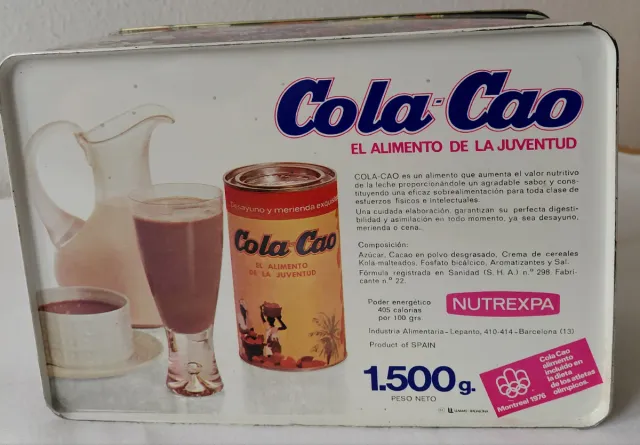 Cola-Cao
EL ALIMENTO DE LA JUVENTUD
COLA-CAO es un alimento que aumenta el valor nutritivo
de la leche proporcionándole un agradable sabor y cons-
tituyendo una eficaz sobrealimentación para toda clase de
esfuerzos físicos e intelectuales.
Una cuidada elaboración, garantizan su perfecta digesti-
bilidad y asimilación en todo momento, ya sea desayuno,
merienda o cena.
Composición:
Azúcar, Cacao en polvo desgrasado, Crema de cereales
Kola-malteados, Fosfato bicálcico, Aromatizantes y Sal.
Fórmula registrada en Sanidad (S. H. A.) n.º 298. Fabri-
cante n.º 22.
Poder energético
405 calorías
por 100 grs.
NUTREXPA
Industria Alimentaria - Lepanto, 410-414 - Barcelona (13)
Product of SPAIN
1.500 g.
PESO NETO
Montreal 1976
Cola Cao
alimento
incluido en
la dieta
de los atletas
olímpicos.
Desayuno y merienda
Cola-Cao
EL ALIMENTO
DE LA JUVENTUD